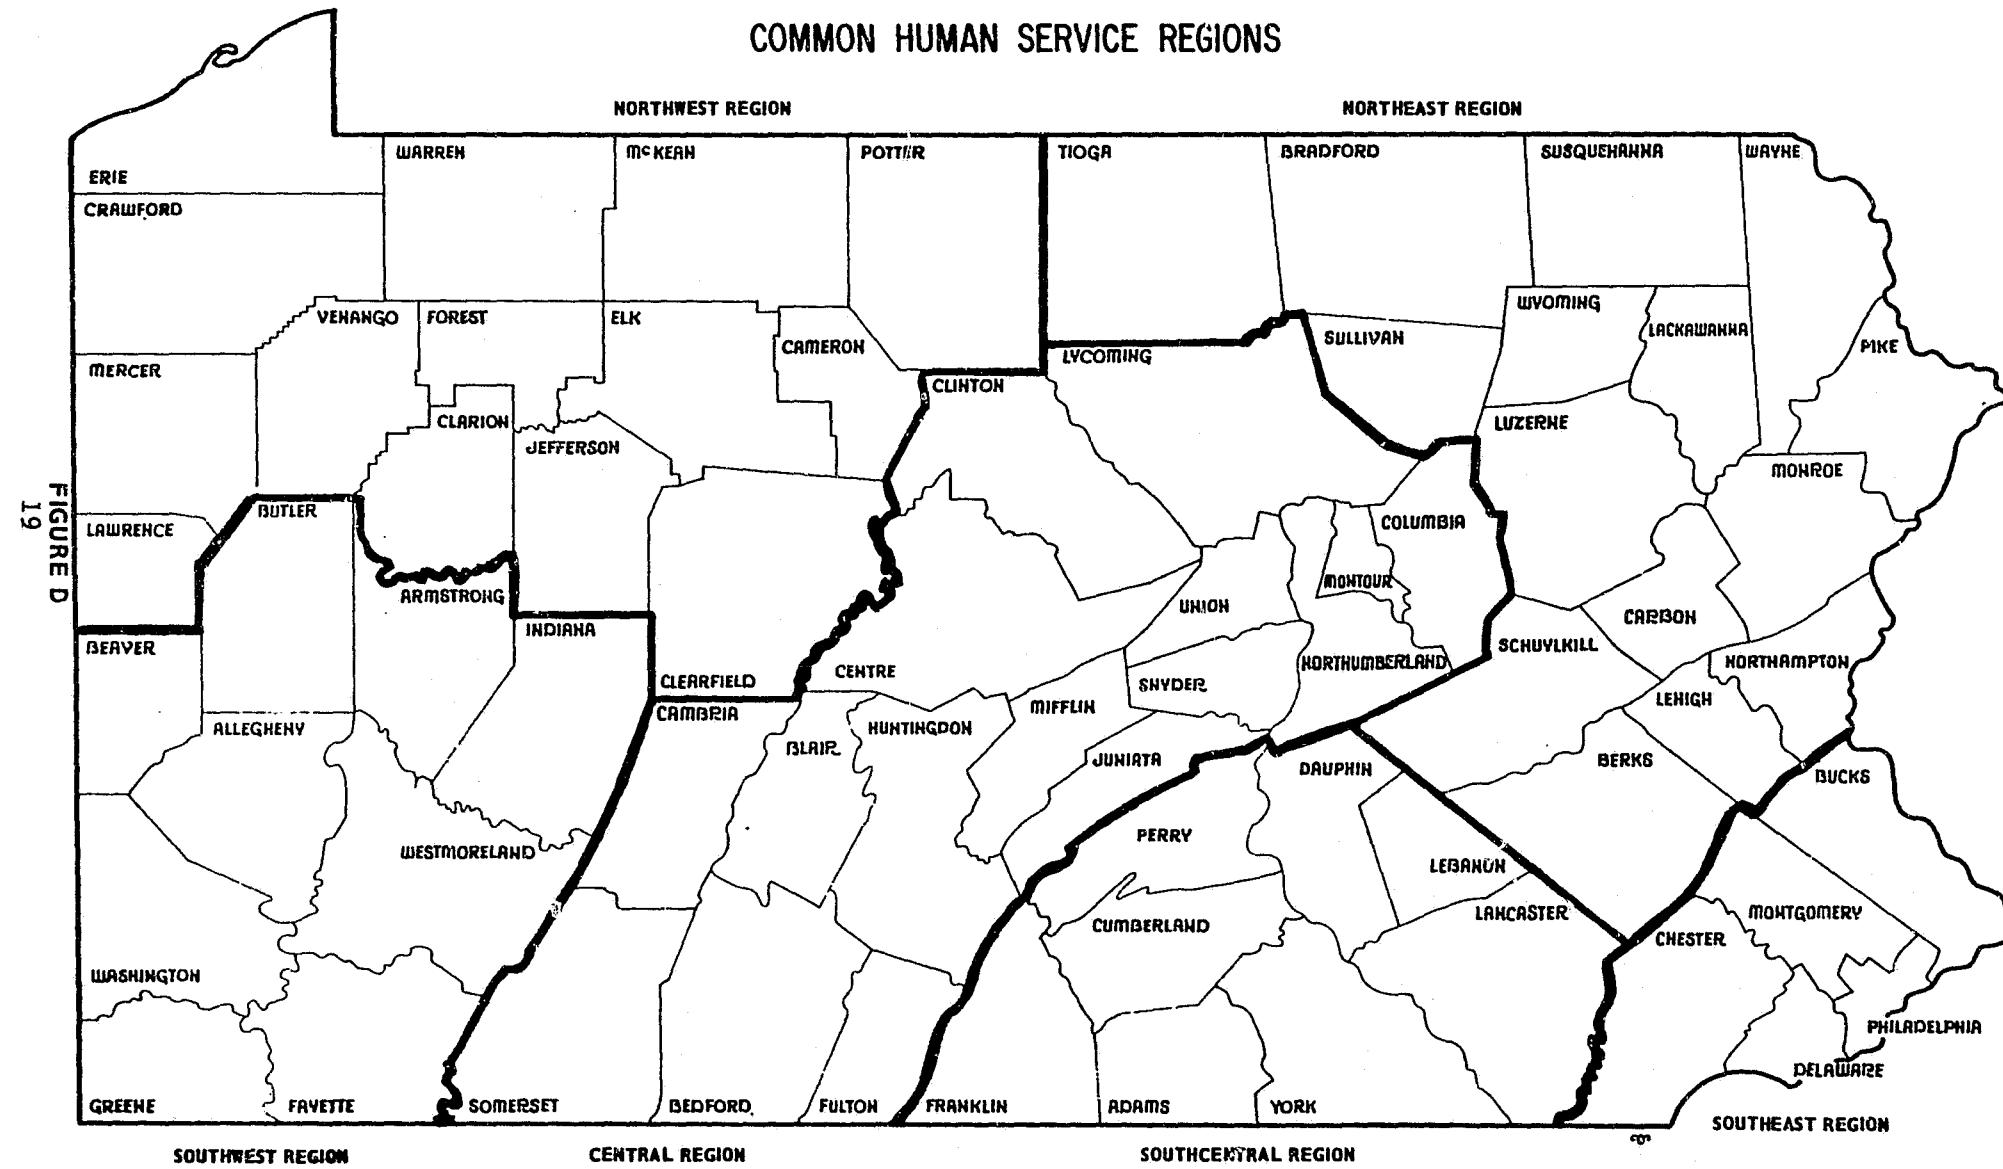 COMMON HUMAN SERVICE REGIONS
NORTHWEST REGION
NORTHEAST REGION
ERIE
WARREN
McKEAN
POTTER
TIOGA
BRADFORD
SUSQUEHANNA
WAYNE
CRAWFORD
VENANGO
FOREST
ELK
CAMERON
WYOMING
LACKAWANNA
PIKE
MERCER
CLINTON
LYCOMING
SULLIVAN
CLARION
JEFFERSON
LUZERNE
MONROE
LAWRENCE
BUTLER
COLUMBIA
FIGURE D
19
ARMSTRONG
MONTOUR
UNION
CARBON
BEAVER
INDIANA
CLEARFIELD
CENTRE
SNYDER
NORTHUMBERLAND
SCHUYLKILL
NORTHAMPTON
LEHIGH
ALLEGHENY
CAMBRIA
BLAIR
HUNTINGDON
MIFFLIN
JUNIATA
DAUPHIN
BERKS
BUCKS
WESTMORELAND
PERRY
LEBANON
CUMBERLAND
LANCASTER
CHESTER
MONTGOMERY
WASHINGTON
PHILADELPHIA
DELAWARE
GREENE
FAYETTE
SOMERSET
BEDFORD
FULTON
FRANKLIN
ADAMS
YORK
SOUTHEAST REGION
SOUTHWEST REGION
CENTRAL REGION
SOUTHCENTRAL REGION